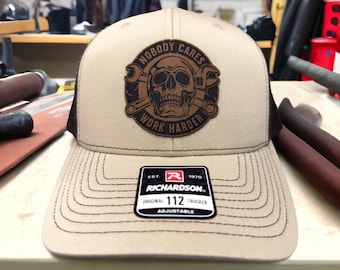 NOBODY CARES
WORK HARDER
EST. R 1970
RICHARDSON®
ORIGINAL 112 TRUCKER
ADJUSTABLE